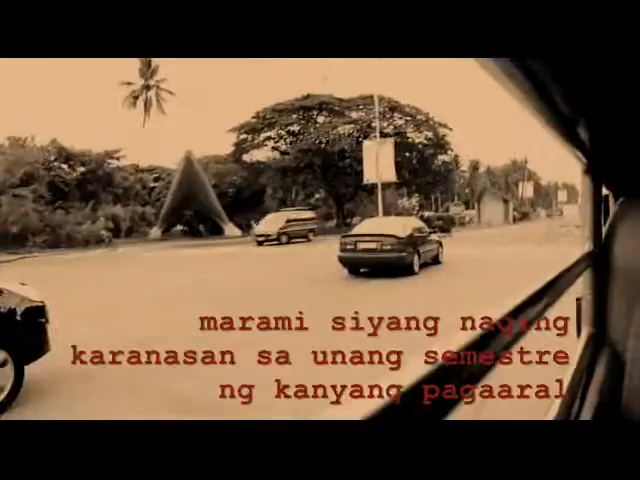 marami siyang naging
karanasan sa unang semestre
ng kanyang pagaaral